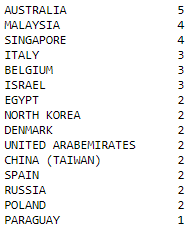 AUSTRALIA 5
MALAYSIA 4
SINGAPORE 4
ITALY 3
BELGIUM 3
ISRAEL 3
EGYPT 2
NORTH KOREA 2
DENMARK 2
UNITED ARABEMIRATES 2
CHINA (TAIWAN) 2
SPAIN 2
RUSSIA 2
POLAND 2
PARAGUAY 1